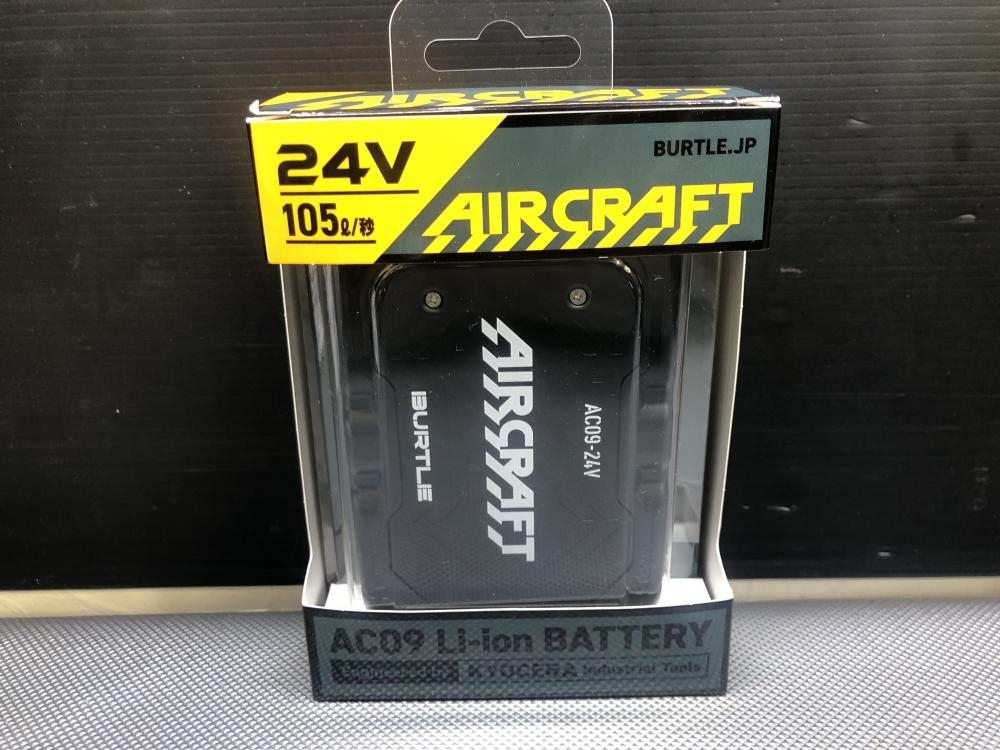 AIRCRAFT
24V
105ℓ/秒
BURTLE.JP
AIRCRAFT
AC09-24V
AIRCRAFT
BURTLE
AC09 Li-ion BATTERY
KYOCERA Industrial Tools